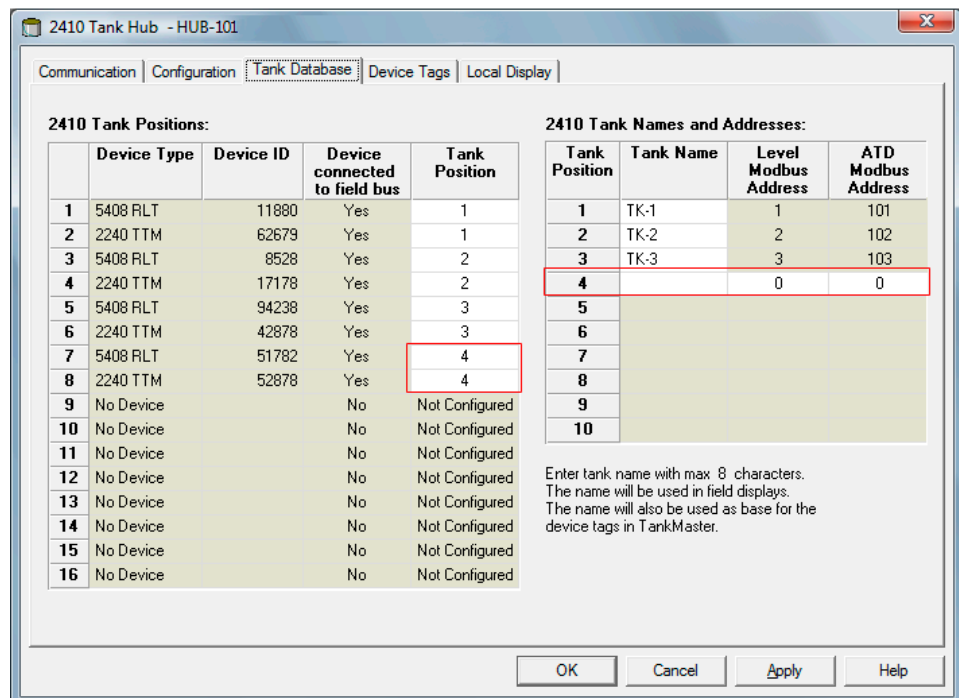 2410 Tank Hub - HUB-101
Communication Configuration Tank Database Device Tags Local Display
2410 Tank Positions:
Device Type Device ID Device connected to field bus Tank Position
1 5408 RLT 11880 Yes 1
2 2240 TTM 62679 Yes 1
3 5408 RLT 8528 Yes 2
4 2240 TTM 17178 Yes 2
5 5408 RLT 94238 Yes 3
6 2240 TTM 42878 Yes 3
7 5408 RLT 51782 Yes 4
8 2240 TTM 52878 Yes 4
9 No Device No Not Configured
10 No Device No Not Configured
11 No Device No Not Configured
12 No Device No Not Configured
13 No Device No Not Configured
14 No Device No Not Configured
15 No Device No Not Configured
16 No Device No Not Configured
2410 Tank Names and Addresses:
Tank Position Tank Name Level Modbus Address ATD Modbus Address
1 TK-1 1 101
2 TK-2 2 102
3 TK-3 3 103
4 0 0
5
6
7
8
9
10
Enter tank name with max 8 characters.
The name will be used in field displays.
The name will also be used as base for the
device tags in TankMaster.
OK Cancel Apply Help